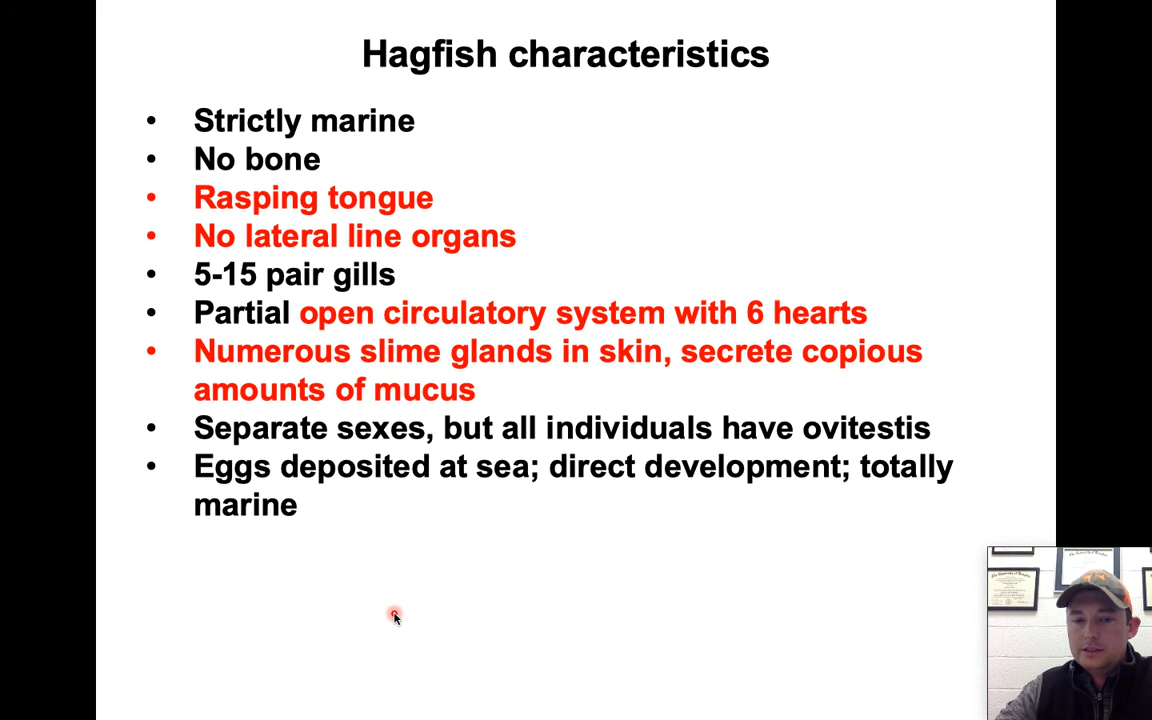 Hagfish characteristics
• Strictly marine
• No bone
• Rasping tongue
• No lateral line organs
• 5-15 pair gills
• Partial open circulatory system with 6 hearts
• Numerous slime glands in skin, secrete copious
amounts of mucus
• Separate sexes, but all individuals have ovitestis
• Eggs deposited at sea; direct development; totally
marine